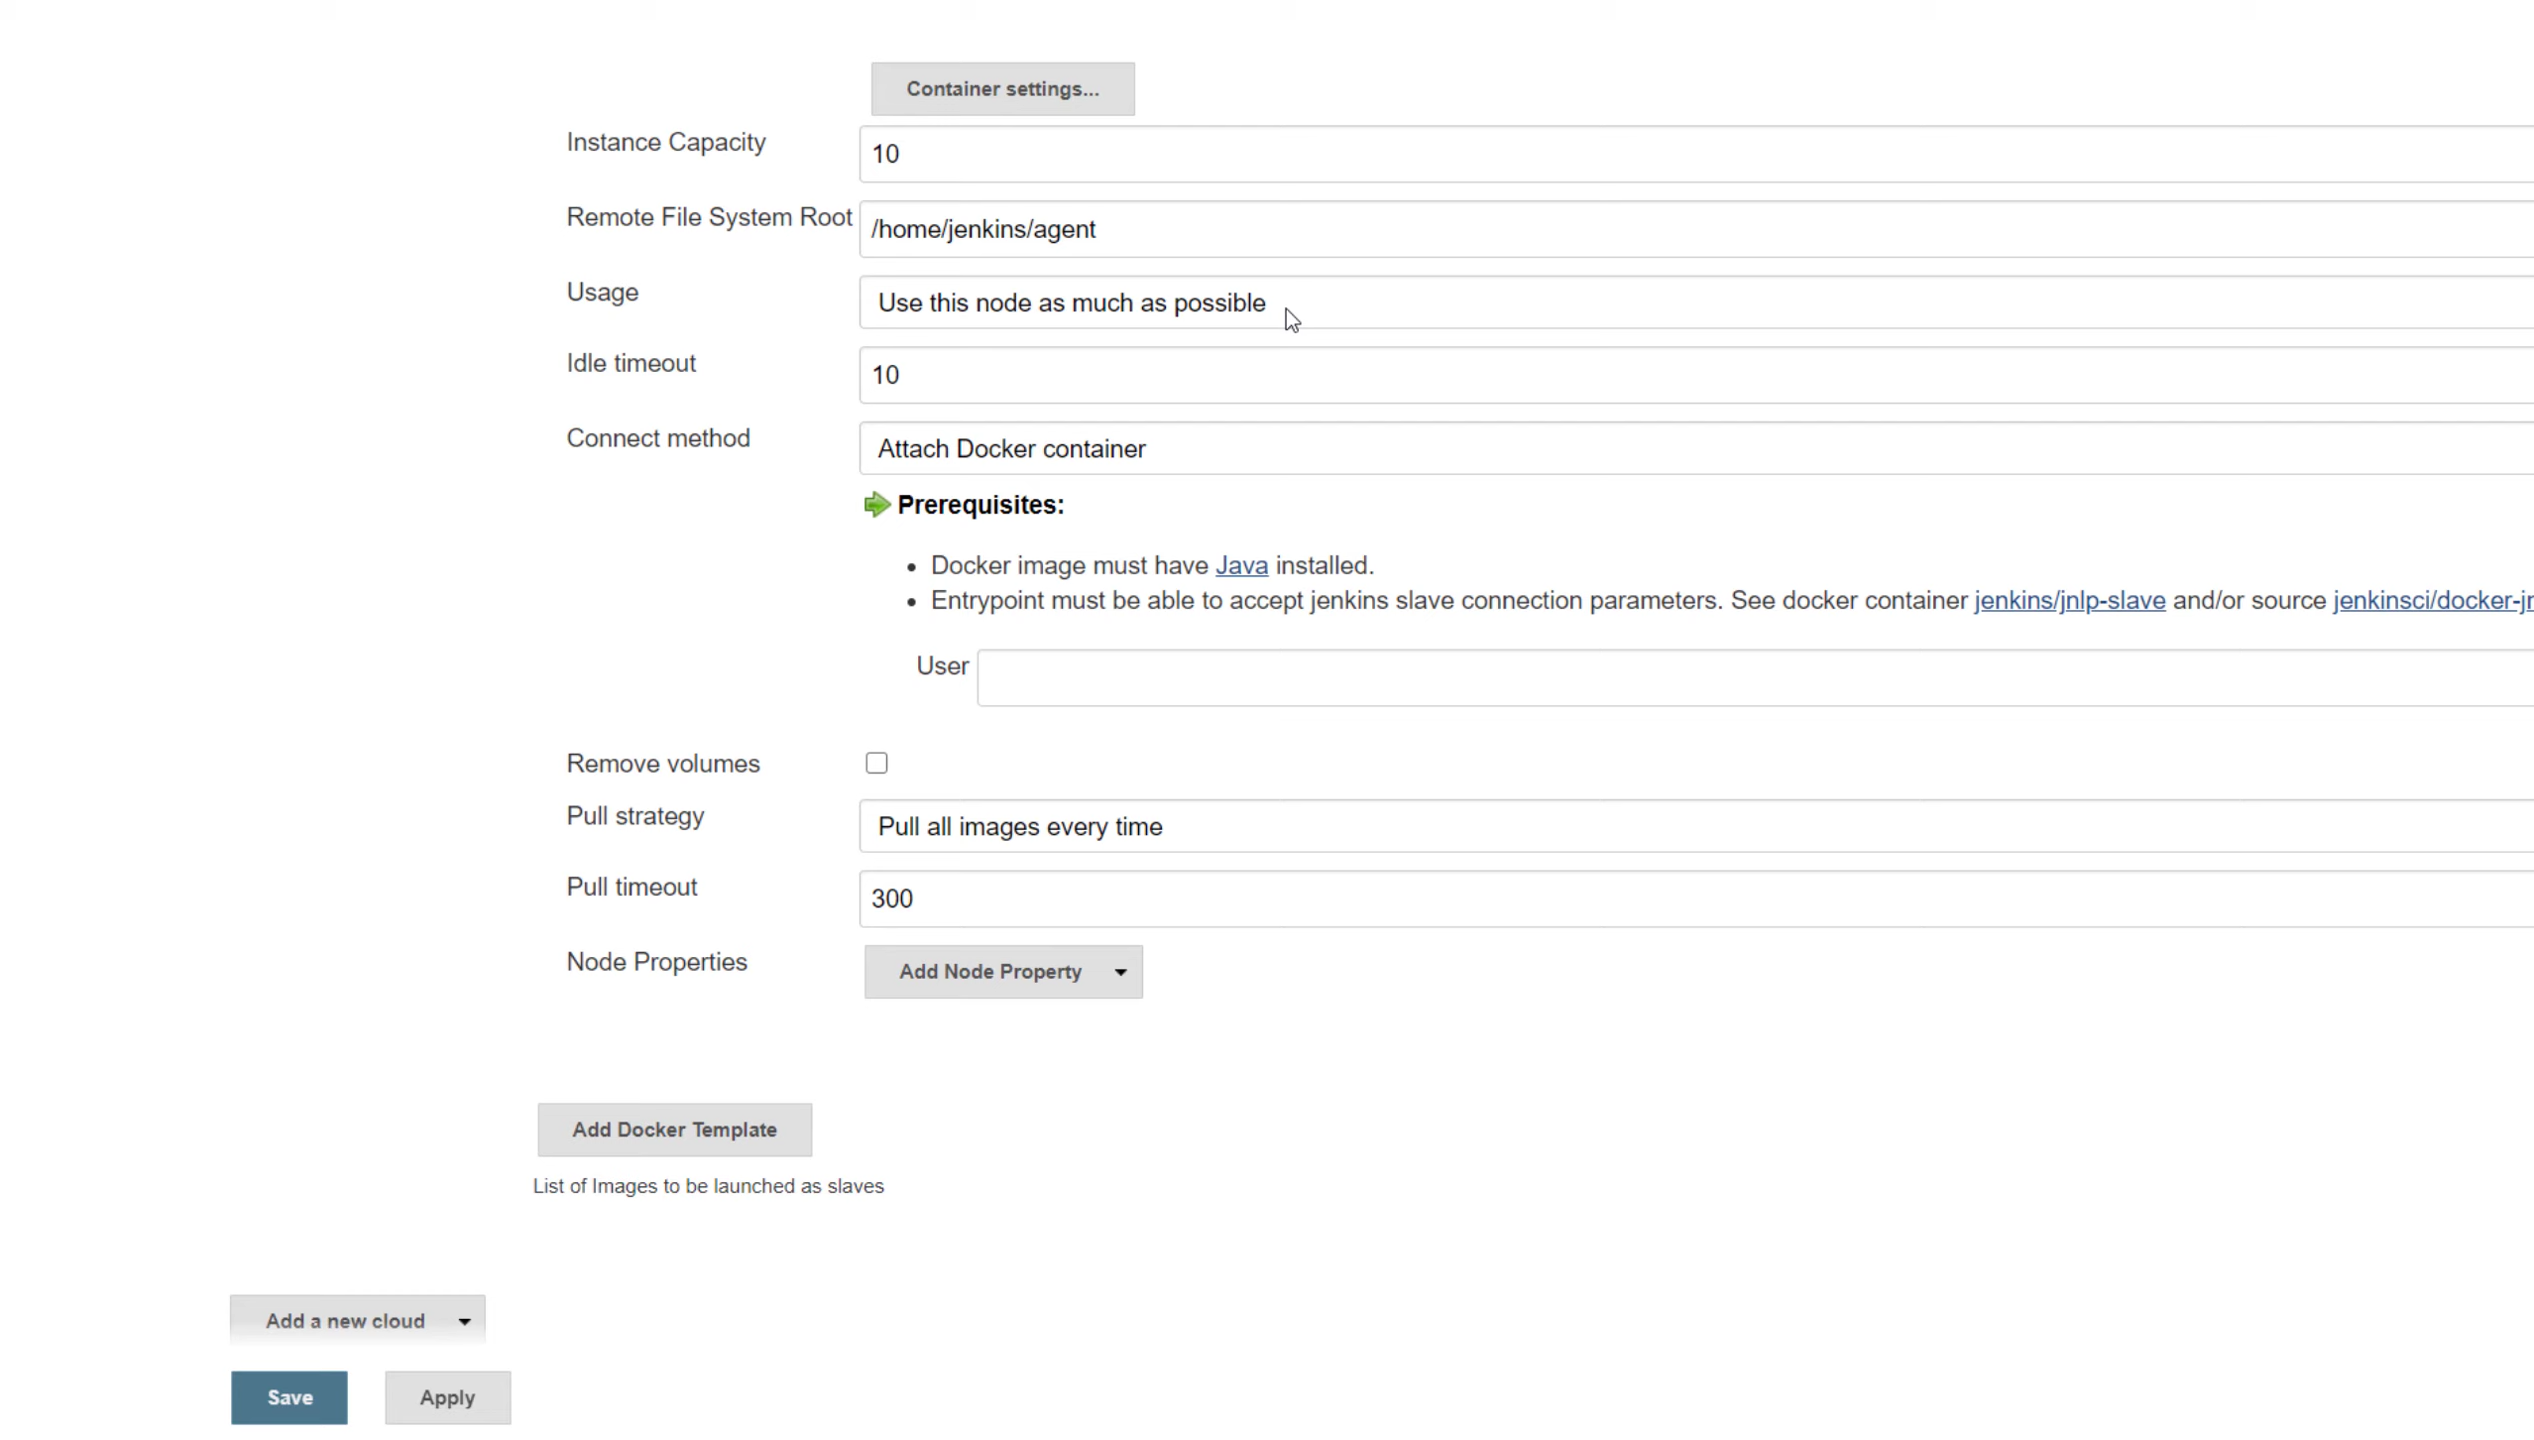 Container settings...
Instance Capacity
10
Remote File System Root
/home/jenkins/agent
Usage
Use this node as much as possible
Idle timeout
10
Connect method
Attach Docker container
Prerequisites:
Docker image must have Java installed.
Entrypoint must be able to accept jenkins slave connection parameters. See docker container jenkins/jnlp-slave and/or source jenkinsci/docker-
User
Remove volumes
Pull strategy
Pull all images every time
Pull timeout
300
Node Properties
Add Node Property
Add Docker Template
List of Images to be launched as slaves
Add a new cloud
Save
Apply